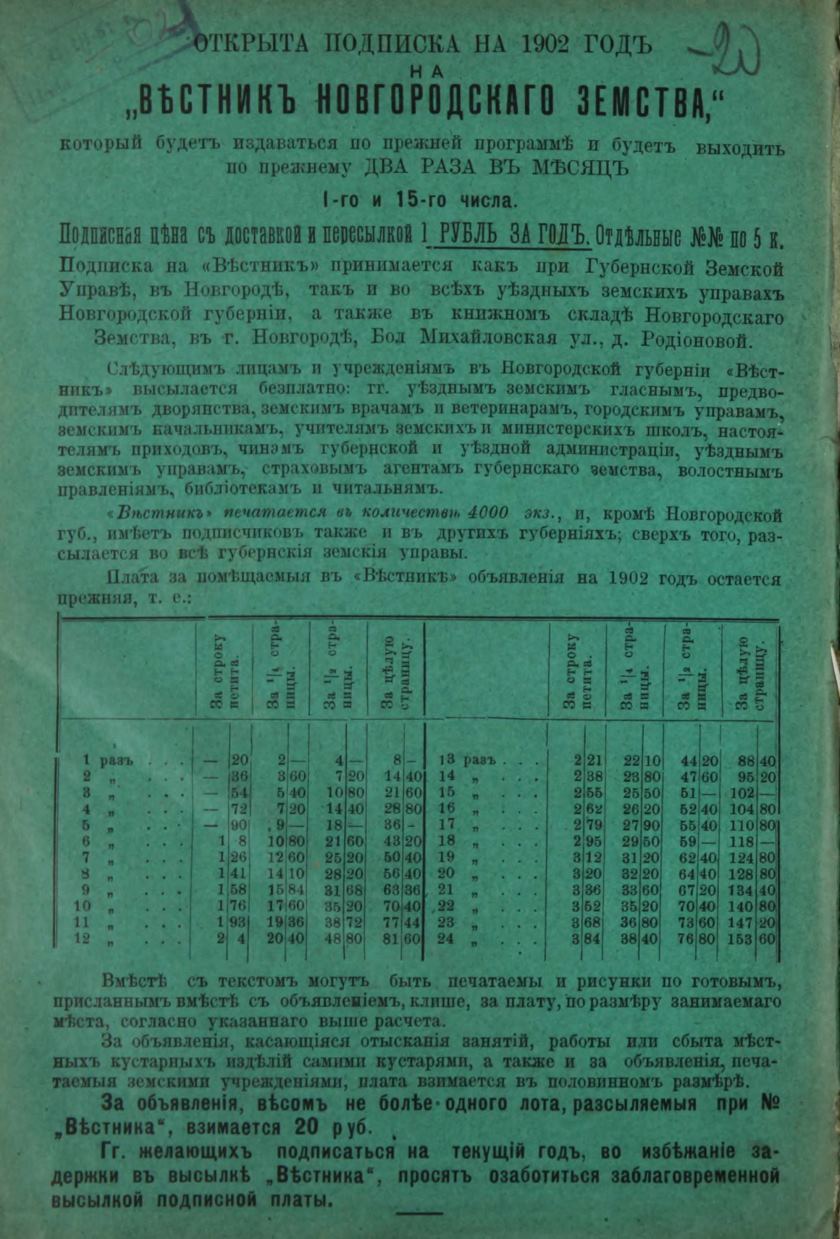 ОТКРЫТА ПОДПИСКА НА 1902 ГОДЪ
-20
НА
„ВѢСТНИКЪ НОВГОРОДСКАГО ЗЕМСТВА,“
который будетъ издаваться по прежней программѣ и будетъ выходить
по прежнему ДВА РАЗА ВЪ МѢСЯЦЪ
I-го и 15-го числа.
Подписная цѣна съ доставкой и пересылкой 1 РУБЛЬ ЗА ГОДЪ. Отдѣльные №№ по 5 к.
Подписка на «Вѣстникъ» принимается какъ при Губернской Земской
Управѣ, въ Новгородѣ, такъ и во всѣхъ уѣздныхъ земскихъ управахъ
Новгородской губерніи, а также въ книжномъ складѣ Новгородскаго
Земства, въ г. Новгородѣ, Бол Михайловская ул., д. Родіоновой.
Слѣдующимъ лицамъ и учрежденіямъ въ Новгородской губерніи «Вѣст-
никъ» высылается безплатно: гг. уѣзднымъ земскимъ гласнымъ, предво-
дителямъ дворянства, земскимъ врачамъ и ветеринарамъ, городскимъ управамъ,
земскимъ начальникамъ, учителямъ земскихъ и министерскихъ школъ, настоя-
телямъ приходовъ, чинамъ губернской и уѣздной администраціи, уѣзднымъ
земскимъ управамъ, страховымъ агентамъ губернскаго земства, волостнымъ
правленіямъ, библіотекамъ и читальнямъ.
«Вѣстникъ» печатается въ количествѣ 4000 экз., и, кромѣ Новгородской
губ., имѣетъ подписчиковъ также и въ другихъ губерніяхъ; сверхъ того, раз-
сылается во всѣ губернскія земскія управы.
Плата за помѣщаемыя въ «Вѣстникѣ» объявленія на 1902 годъ остается
прежняя, т. е.:
За строку петита. За 1/4 стра- ницы. За 1/2 стра- ницы. За цѣлую страницу. За строку петита. За 1/4 стра- ницы. За 1/2 стра- ницы. За цѣлую страницу.
1 разъ . . . — 20 2 — 4 — 8 — 13 разъ . . . 2 21 22 10 44 20 88 40
2 „ . . . — 36 3 60 7 20 14 40 14 „ . . . 2 38 23 80 47 60 95 20
3 „ . . . — 54 5 40 10 80 21 60 15 „ . . . 2 55 25 50 51 — 102 —
4 „ . . . — 72 7 20 14 40 28 80 16 „ . . . 2 62 26 20 52 40 104 80
5 „ . . . — 90 9 — 18 — 36 - 17 „ . . . 2 79 27 90 55 40 110 80
6 „ . . . 1 8 10 80 21 60 43 20 18 „ . . . 2 95 29 50 59 — 118 —
7 „ . . . 1 26 12 60 25 20 50 40 19 „ . . . 3 12 31 20 62 40 124 80
8 „ . . . 1 41 14 10 28 20 56 40 20 „ . . . 3 20 32 20 64 40 128 80
9 „ . . . 1 58 15 84 31 68 63 36 21 „ . . . 3 36 33 60 67 20 134 40
10 „ . . . 1 76 17 60 35 20 70 40 22 „ . . . 3 52 35 20 70 40 140 80
11 „ . . . 1 93 19 36 38 72 77 44 23 „ . . . 3 68 36 80 73 60 147 20
12 „ . . . 2 4 20 40 48 80 81 60 24 „ . . . 3 84 38 40 76 80 153 60
Вмѣстѣ съ текстомъ могутъ быть печатаемы и рисунки по готовымъ,
присланнымъ вмѣстѣ съ объявленіемъ, клише, за плату, по размѣру занимаемаго
мѣста, согласно указаннаго выше расчета.
За объявленія, касающіяся отысканія занятій, работы или сбыта мѣст-
ныхъ кустарныхъ издѣлій самими кустарями, а также и за объявленія, печа-
таемыя земскими учрежденіями, плата взимается въ половинномъ размѣрѣ.
За объявленія, вѣсомъ не болѣе одного лота, разсылаемыя при №
„Вѣстника“, взимается 20 руб.
Гг. желающихъ подписаться на текущій годъ, во избѣжаніе за-
держки въ высылкѣ „Вѣстника“, просятъ озаботиться заблаговременной
высылкой подписной платы.